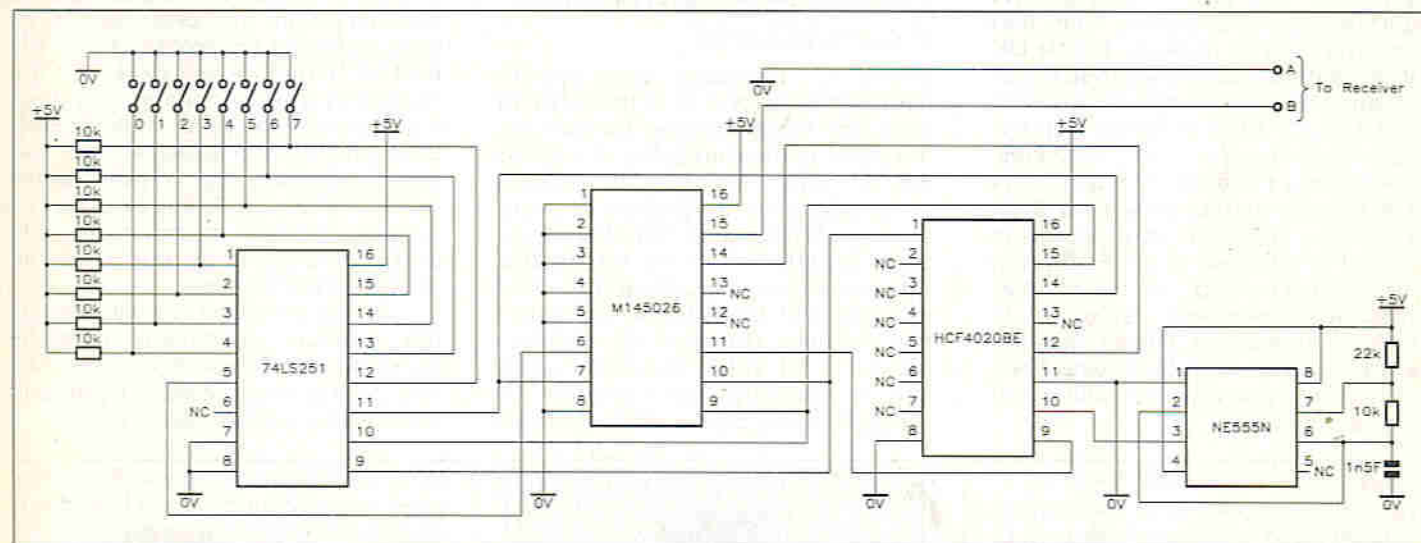 0V
+5V
0 1 2 3 4 5 6 7
10k
10k
10k
10k
10k
10k
10k
10k
+5V
1
2
3
4
5
6
7
8
NC
74LS251
16
15
14
13
12
11
10
9
0V
0V
+5V
1
2
3
4
5
6
7
8
M145026
16
15
14
13
12
11
10
9
NC
NC
0V
A
B
To Receiver
+5V
1
2
3
4
5
6
7
8
NC
NC
NC
NC
NC
NC
HCF4020BE
16
15
14
13
12
11
10
9
NC
0V
0V
1
2
3
4
NE555N
8
7
6
5
NC
+5V
22k
10k
1n5F
0V